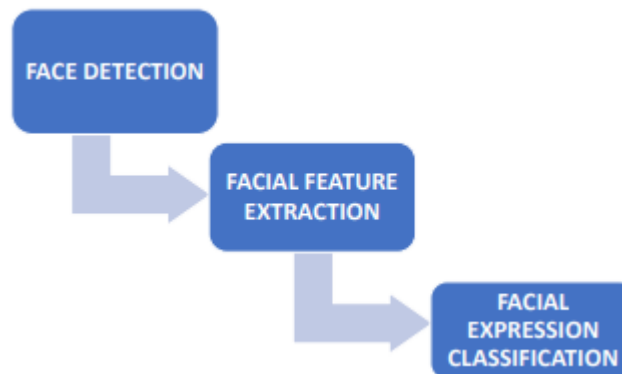 FACE DETECTION
FACIAL FEATURE
EXTRACTION
FACIAL
EXPRESSION
CLASSIFICATION